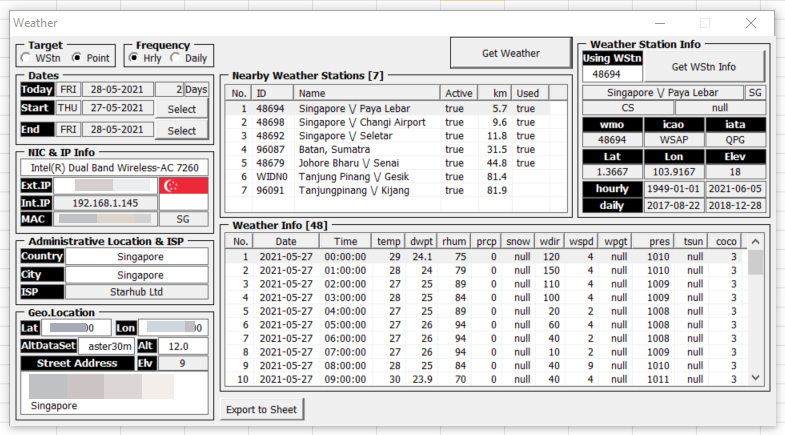 Weather
Target
WStn Point
Frequency
Hrly Daily
Get Weather
Dates
Today FRI 28-05-2021 2 Days
Start THU 27-05-2021 Select
End FRI 28-05-2021 Select
NIC & IP Info
Intel(R) Dual Band Wireless-AC 7260
Ext.IP
Int.IP 192.168.1.145
MAC SG
Administrative Location & ISP
Country Singapore
City Singapore
ISP Starhub Ltd
Geo.Location
Lat Lon
AltDataSet aster30m Alt 12.0
Street Address Elv 9
Singapore
Nearby Weather Stations [7]
No. ID Name Active km Used
1 48694 Singapore \/ Paya Lebar true 5.7 true
2 48698 Singapore \/ Changi Airport true 9.6 true
3 48692 Singapore \/ Seletar true 11.8 true
4 96087 Batan, Sumatra true 31.5 true
5 48679 Johore Bharu \/ Senai true 44.8 true
6 WIDN0 Tanjung Pinang \/ Gesik true 81.4
7 96091 Tanjungpinang \/ Kijang true 81.9
Weather Station Info
Using WStn
48694
Get WStn Info
Singapore \/ Paya Lebar SG
CS null
wmo icao iata
48694 WSAP QPG
Lat Lon Elev
1.3667 103.9167 18
hourly 1949-01-01 2021-06-05
daily 2017-08-22 2018-12-28
Weather Info [48]
No. Date Time temp dwpt rhum prcp snow wdir wspd wpgt pres tsun coco
1 2021-05-27 00:00:00 29 24.1 75 0 null 120 4 null 1010 null 3
2 2021-05-27 01:00:00 28 24 79 0 null 150 4 null 1010 null 3
3 2021-05-27 02:00:00 27 25 89 0 null 110 4 null 1009 null 3
4 2021-05-27 03:00:00 28 25 84 0 null 100 4 null 1009 null 3
5 2021-05-27 04:00:00 27 25 89 0 null 20 2 null 1008 null 3
6 2021-05-27 05:00:00 27 26 94 0 null 60 4 null 1008 null 3
7 2021-05-27 06:00:00 27 26 94 0 null 40 2 null 1008 null 3
8 2021-05-27 07:00:00 27 26 94 0 null 10 2 null 1009 null 3
9 2021-05-27 08:00:00 28 25 84 0 null 40 9 null 1010 null 3
10 2021-05-27 09:00:00 30 23.9 70 0 null 40 4 null 1011 null 3
Export to Sheet